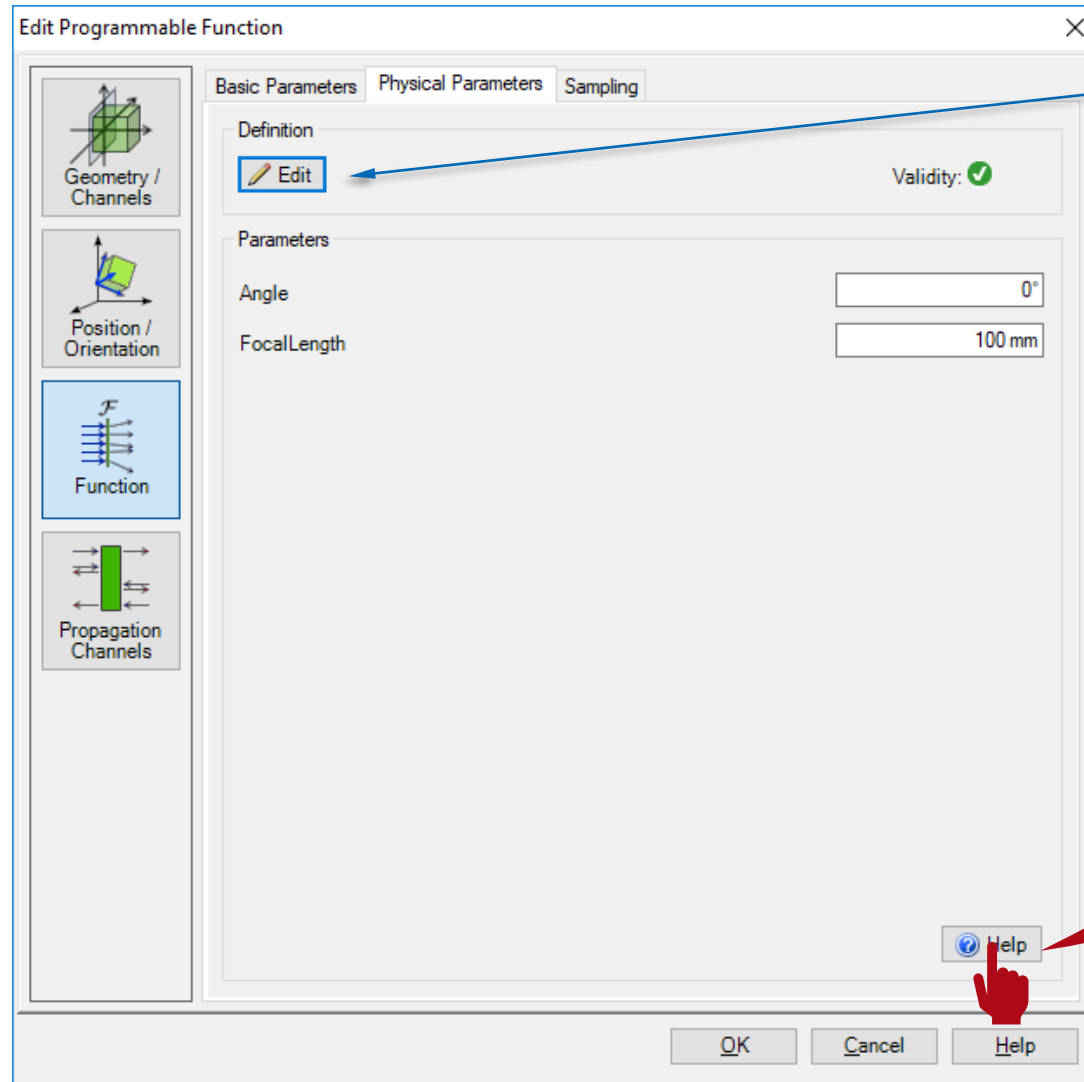 Edit Programmable Function
Geometry /
Channels
Position /
Orientation
F
Function
Propagation
Channels
Basic Parameters Physical Parameters Sampling
Definition
Edit
Validity:
Parameters
Angle
0°
FocalLength
100 mm
Help
OK
Cancel
Help